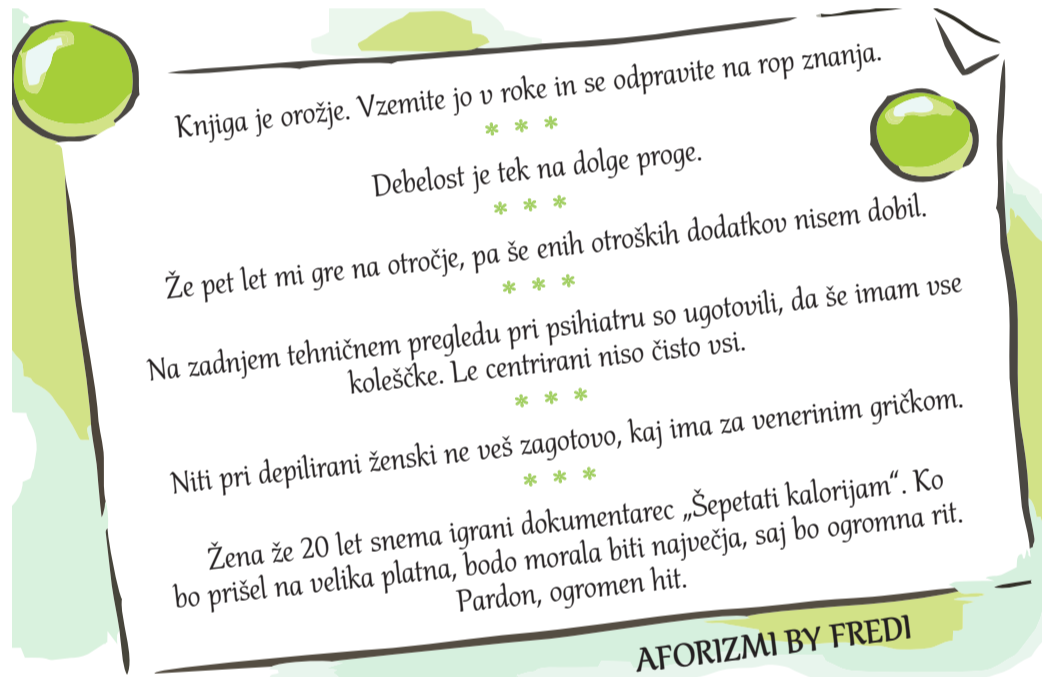 Knjiga je orožje. Vzemite jo v roke in se odpravite na rop znanja.
* * *
Debelost je tek na dolge proge.
* * *
Že pet let mi gre na otročje, pa še enih otroških dodatkov nisem dobil.
* * *
Na zadnjem tehničnem pregledu pri psihiatru so ugotovili, da še imam vse
koleščke. Le centrirani niso čisto vsi.
* * *
Niti pri depilirani ženski ne veš zagotovo, kaj ima za venerinim gričkom.
* * *
Žena že 20 let snema igrani dokumentarec „Šepetati kalorijam“. Ko
bo prišel na velika platna, bodo morala biti največja, saj bo ogromna rit.
Pardon, ogromen hit.
AFORIZMI BY FREDI